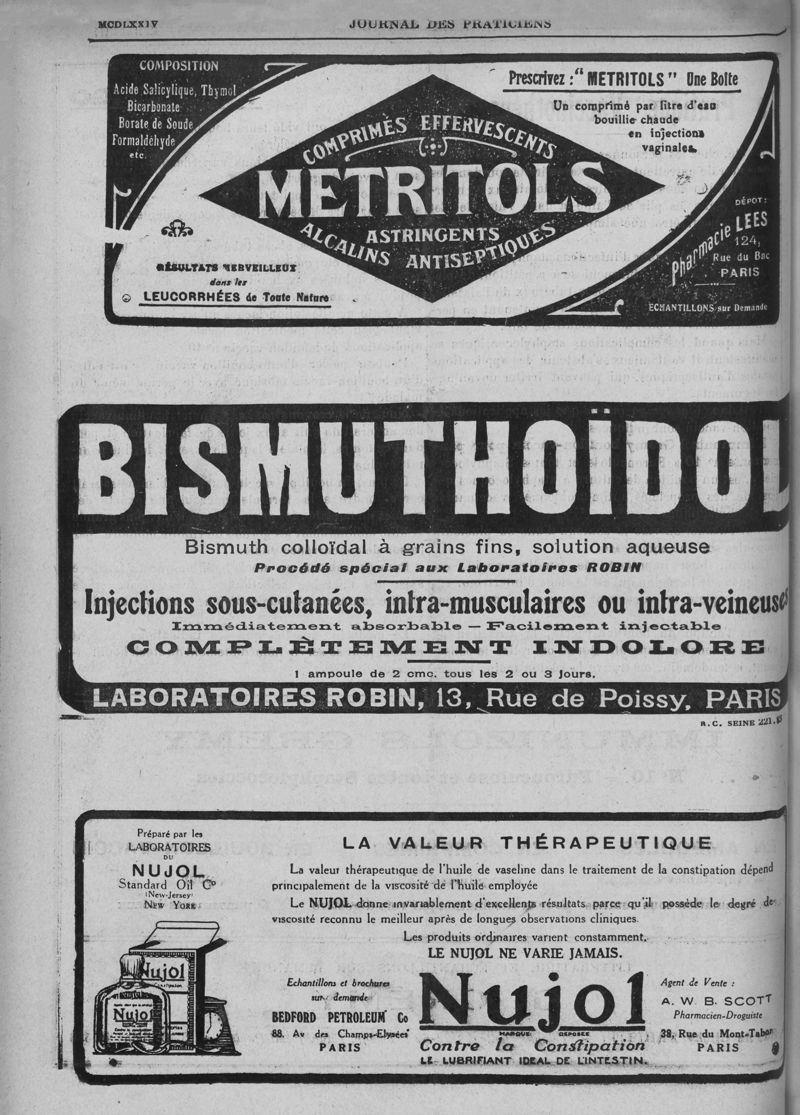 MCDLXXIV
JOURNAL DES PRATICIENS
COMPOSITION
Acide Salicylique, Thymol
Bicarbonate
Borate de Soude
Formaldéhyde
etc.
Prescrivez : "METRITOLS" Une Boîte
Un comprimé par litre d'eau
bouillie chaude
en injections
vaginales.
COMPRIMÉS EFFERVESCENTS
METRITOLS
ASTRINGENTS
ALCALINS ANTISEPTIQUES
RÉSULTATS MERVEILLEUX
dans les
LEUCORRHÉES de Toute Nature
DÉPOT:
Pharmacie LEES
124,
Rue du Bac
PARIS
ECHANTILLONS sur Demande
BISMUTHOÏDOL
Bismuth colloïdal à grains fins, solution aqueuse
Procédé spécial aux Laboratoires ROBIN
Injections sous-cutanées, intra-musculaires ou intra-veineuses
Immédiatement absorbable — Facilement injectable
COMPLÈTEMENT INDOLORE
1 ampoule de 2 cmc. tous les 2 ou 3 jours.
LABORATOIRES ROBIN, 13, Rue de Poissy, PARIS
R.C. SEINE 221.
Préparé par les
LABORATOIRES
DU
NUJOL
Standard Oil Co
(New-Jersey)
NEW YORK
LA VALEUR THÉRAPEUTIQUE
La valeur thérapeutique de l'huile de vaseline dans le traitement de la constipation dépend
principalement de la viscosité de l'huile employée
Le NUJOL donne invariablement d'excellents résultats parce qu'il possède le degré de
viscosité reconnu le meilleur après de longues observations cliniques.
Les produits ordinaires varient constamment.
LE NUJOL NE VARIE JAMAIS.
Nujol
Nujol
Echantillons et brochures
sur demande
BEDFORD PETROLEUM Co
88, Av des Champs-Elysées
PARIS
Nujol
MARQUE DÉPOSÉE
Contre la Constipation
LE LUBRIFIANT IDEAL DE L'INTESTIN.
Agent de Vente :
A. W. B. SCOTT
Pharmacien-Droguiste
38, Rue du Mont-Tabor
PARIS